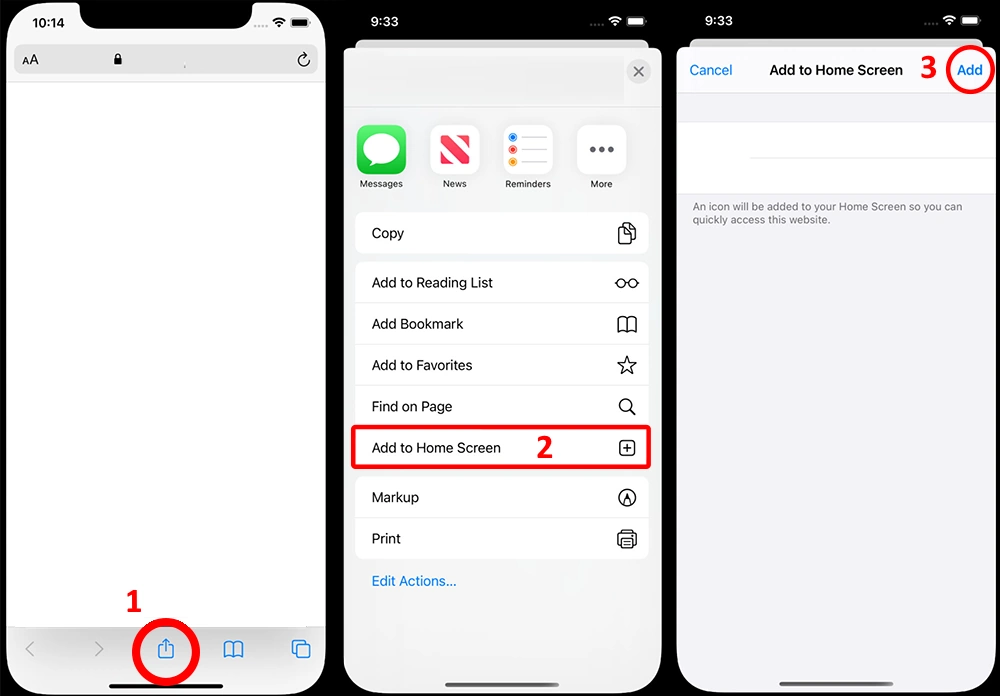 10:14
AA
1
9:33
Messages
News
Reminders
More
Copy
Add to Reading List
Add Bookmark
Add to Favorites
Find on Page
Add to Home Screen 2
Markup
Print
Edit Actions...
9:33
Cancel Add to Home Screen 3 Add
An icon will be added to your Home Screen so you can
quickly access this website.